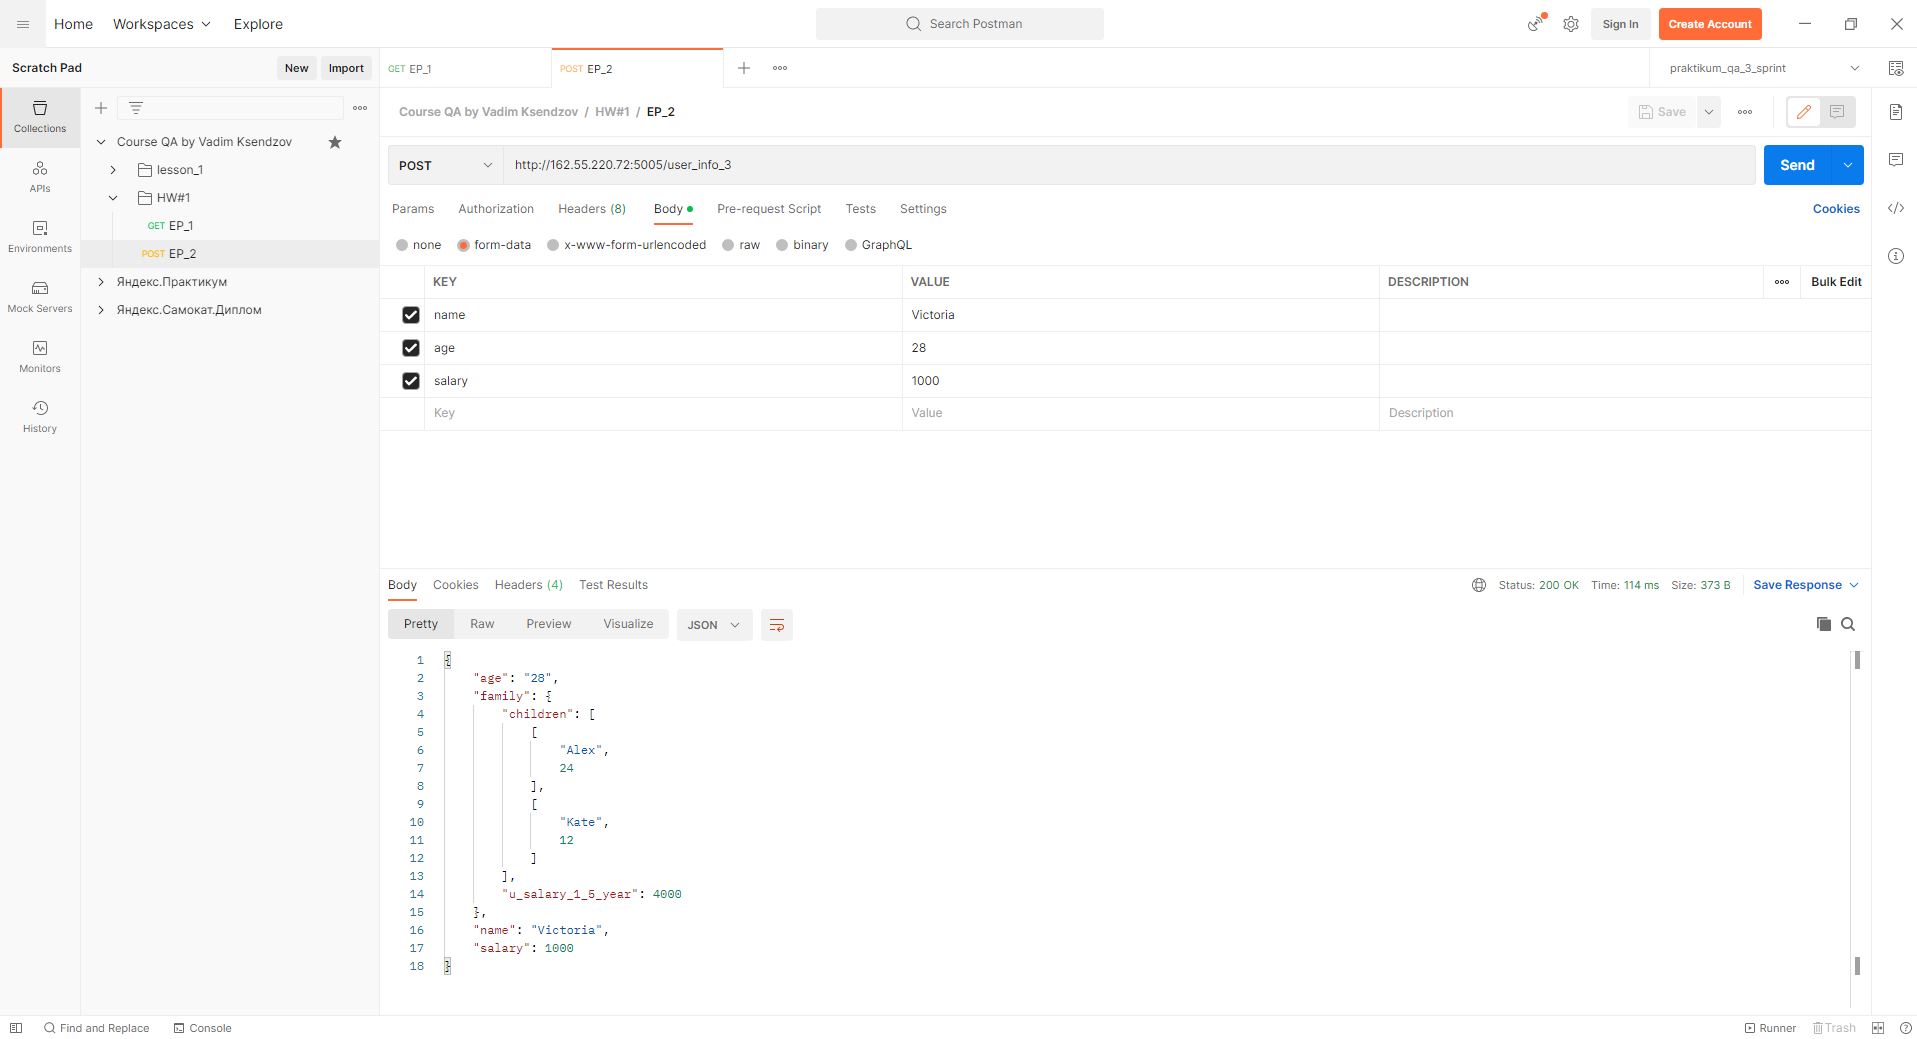 Home Workspaces Explore Search Postman Sign In Create Account
Scratch Pad New Import GET EP_1 POST EP_2 praktikum_qa_3_sprint
Collections
APIs
Environments
Mock Servers
Monitors
History
Course QA by Vadim Ksendzov
lesson_1
HW#1
GET EP_1
POST EP_2
Яндекс.Практикум
Яндекс.Самокат.Диплом
Course QA by Vadim Ksendzov / HW#1 / EP_2 Save
POST http://162.55.220.72:5005/user_info_3 Send
Params Authorization Headers (8) Body Pre-request Script Tests Settings Cookies
none form-data x-www-form-urlencoded raw binary GraphQL
KEY VALUE DESCRIPTION Bulk Edit
name Victoria
age 28
salary 1000
Key Value Description
Body Cookies Headers (4) Test Results Status: 200 OK Time: 114 ms Size: 373 B Save Response
Pretty Raw Preview Visualize JSON
1 {
2 "age": "28",
3 "family": {
4 "children": [
5 [
6 "Alex",
7 24
8 ],
9 [
10 "Kate",
11 12
12 ]
13 ],
14 "u_salary_1_5_year": 4000
15 },
16 "name": "Victoria",
17 "salary": 1000
18 }
Find and Replace Console Runner Trash